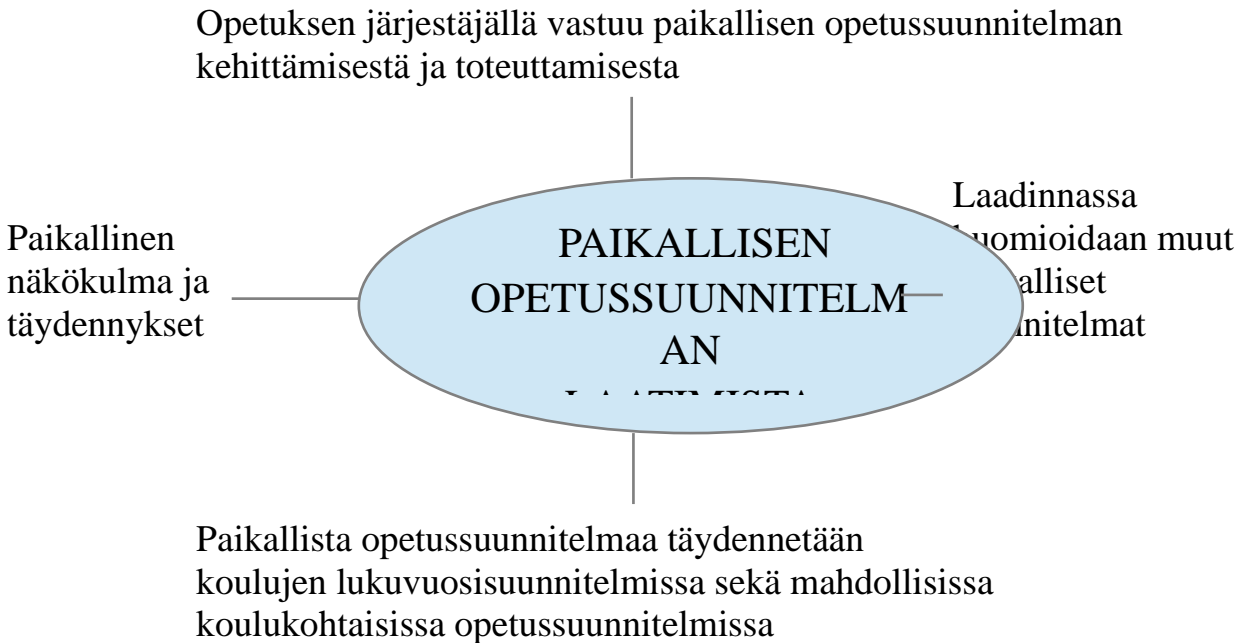 Opetuksen järjestäjällä vastuu paikallisen opetussuunnitelman
kehittämisestä ja toteuttamisesta
Paikallinen
näkökulma ja
täydennykset
PAIKALLISEN
OPETUSSUUNNITELM
AN
Laadinnassa
muut
Paikallista opetussuunnitelmaa täydennetään
koulujen lukuvuosisuunnitelmissa sekä mahdollisissa
koulukohtaisissa opetussuunnitelmissa